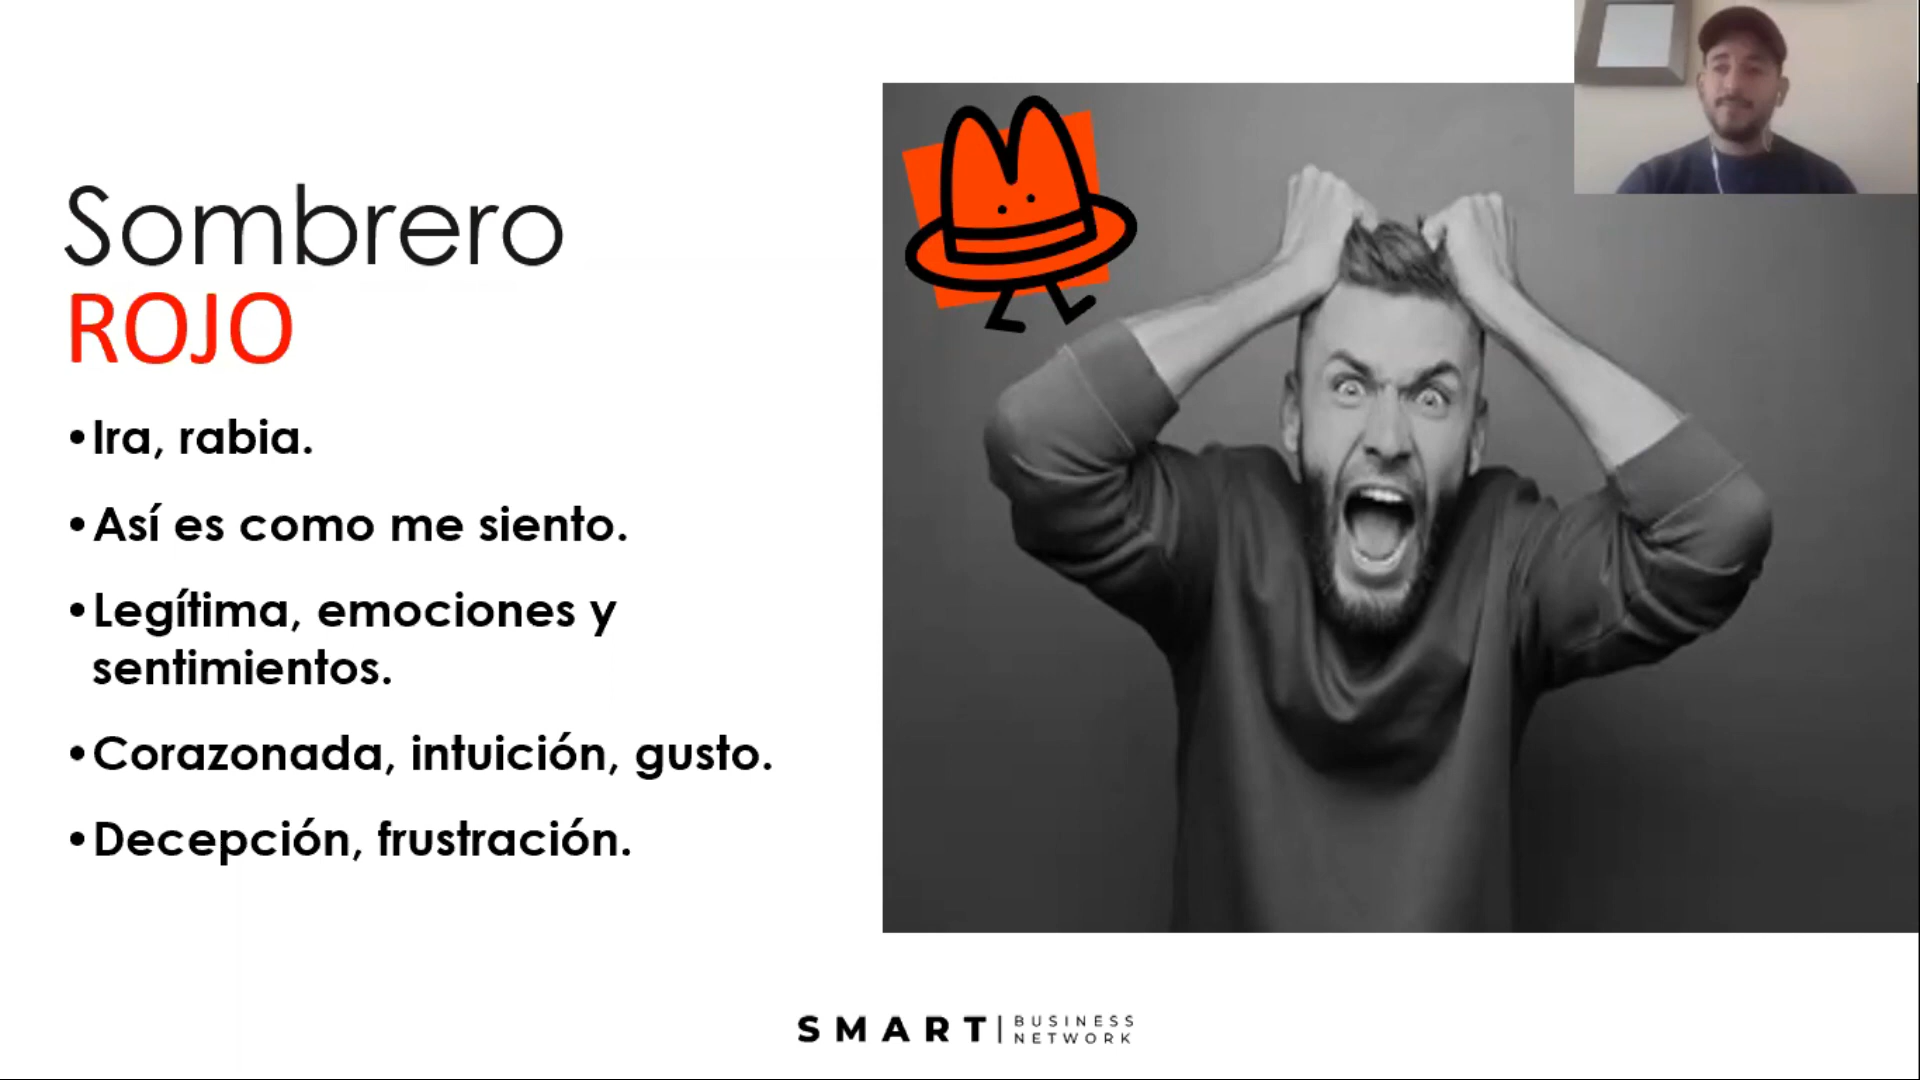 Sombrero
ROJO
•Ira, rabia.
•Así es como me siento.
•Legítima, emociones y
sentimientos.
•Corazonada, intuición, gusto.
•Decepción, frustración.
SMART|BUSINESS
NETWORK